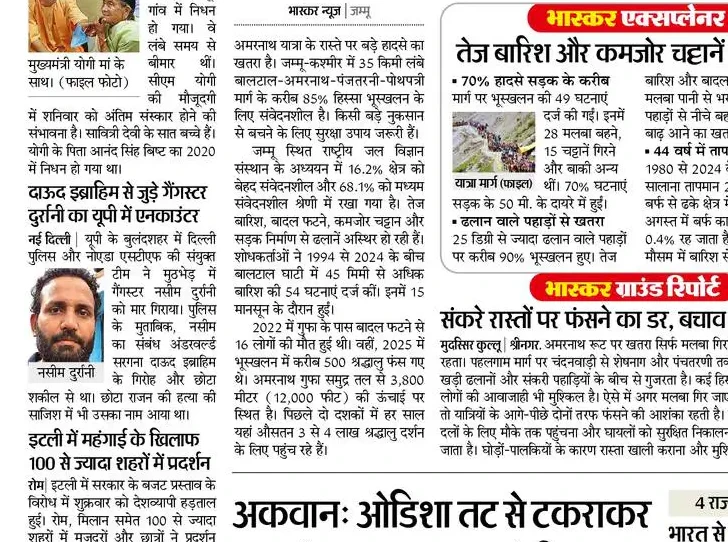 गांव में निधन
हो गया। वे
लंबे समय से
मुख्यमंत्री योगी मां के बीमार थीं।
साथ। (फाइल फोटो) सीएम योगी
की मौजूदगी
में शनिवार को अंतिम संस्कार होने की
संभावना है। सावित्री देवी के सात बच्चे हैं।
योगी के पिता आनंद सिंह बिष्ट का 2020
में निधन हो गया था।
दाऊद इब्राहिम से जुड़े गैंगस्टर
दुर्रानी का यूपी में एनकाउंटर
नई दिल्ली| यूपी के बुलंदशहर में दिल्ली
पुलिस और नोएडा एसटीएफ की संयुक्त
टीम ने मुठभेड़ में
गैंगस्टर नसीम दुर्रानी
को मार गिराया। पुलिस
के मुताबिक, नसीम
का संबंध अंडरवर्ल्ड
सरगना दाऊद इब्राहिम
नसीम दुर्रानी के गिरोह और छोटा
शकील से था। छोटा राजन की हत्या की
साजिश में भी उसका नाम आया था।
इटली में महंगाई के खिलाफ
100 से ज्यादा शहरों में प्रदर्शन
रोम| इटली में सरकार के बजट प्रस्ताव के
विरोध में शुक्रवार को देशव्यापी हड़ताल
हुई। रोम, मिलान समेत 100 से ज्यादा
शहरों में मजदूरों और छात्रों ने प्रदर्शन
भास्कर न्यूज | जम्मू
अमरनाथ यात्रा के रास्ते पर बड़े हादसे का
खतरा है। जम्मू-कश्मीर में 35 किमी लंबे
बालटाल-अमरनाथ-पंजतरणी-पोथपत्री
मार्ग के करीब 85% हिस्सा भूस्खलन के
लिए संवेदनशील है। किसी बड़े नुकसान
से बचने के लिए सुरक्षा उपाय जरूरी हैं।
जम्मू स्थित राष्ट्रीय जल विज्ञान
संस्थान के अध्ययन में 16.2% क्षेत्र को
बेहद संवेदनशील और 68.1% को मध्यम
संवेदनशील श्रेणी में रखा गया है। तेज
बारिश, बादल फटने, कमजोर चट्टान और
सड़क निर्माण से ढलानें अस्थिर हो रही हैं।
शोधकर्ताओं ने 1994 से 2024 के बीच
बालटाल घाटी में 45 मिमी से अधिक
बारिश की 54 घटनाएं दर्ज कीं। इनमें 15
मानसून के दौरान हुईं।
2022 में गुफा के पास बादल फटने से
16 लोगों की मौत हुई थी। वहीं, 2025 में
भूस्खलन में करीब 500 श्रद्धालु फंस गए
थे। अमरनाथ गुफा समुद्र तल से 3,800
मीटर (12,000 फीट) की ऊंचाई पर
स्थित है। पिछले दो दशकों में हर साल
यहां औसतन 3 से 4 लाख श्रद्धालु दर्शन
के लिए पहुंच रहे हैं।
भास्कर एक्सप्लेनर
तेज बारिश और कमजोर चट्टानें
▪ 70% हादसे सड़क के करीब
मार्ग पर भूस्खलन की 49 घटनाएं
दर्ज की गईं। इनमें
28 मलबा बहने,
15 चट्टानें गिरने
और बाकी अन्य
यात्रा मार्ग (फाइल) थीं। 70% घटनाएं
सड़क के 50 मी. के दायरे में हुईं।
▪ ढलान वाले पहाड़ों से खतरा
25 डिग्री से ज्यादा ढलान वाले पहाड़ों
पर करीब 90% भूस्खलन हुए। तेज
बारिश और बादल
मलबा पानी से भ
पहाड़ों से नीचे बह
बाढ़ आने का खत
▪ 44 वर्ष में ताप
1980 से 2024 के
सालाना तापमान 2
बर्फ से ढके क्षेत्र में
अगस्त में बर्फ का
0.4% रह जाता है
मौसम में बारिश से
भास्कर ग्राउंड रिपोर्ट
संकरे रास्तों पर फंसने का डर, बचाव
मुदस्सिर कुल्लू | श्रीनगर. अमरनाथ रूट पर खतरा सिर्फ मलबा गिर
रहता। पहलगाम मार्ग पर चंदनवाड़ी से शेषनाग और पंचतरणी तक
खड़ी ढलानों और संकरी पहाड़ियों के बीच से गुजरता है। कई हि
लोगों की आवाजाही भी मुश्किल है। ऐसे में अगर मलबा गिर जाए
तो यात्रियों के आगे-पीछे दोनों तरफ फंसने की आशंका रहती है।
दलों के लिए मौके तक पहुंचना और घायलों को सुरक्षित निकालन
जाता है। घोड़ों-पालकियों के कारण रास्ता खाली कराना और मुश्
अकवानः ओडिशा तट से टकराकर
4 राज
भारत से